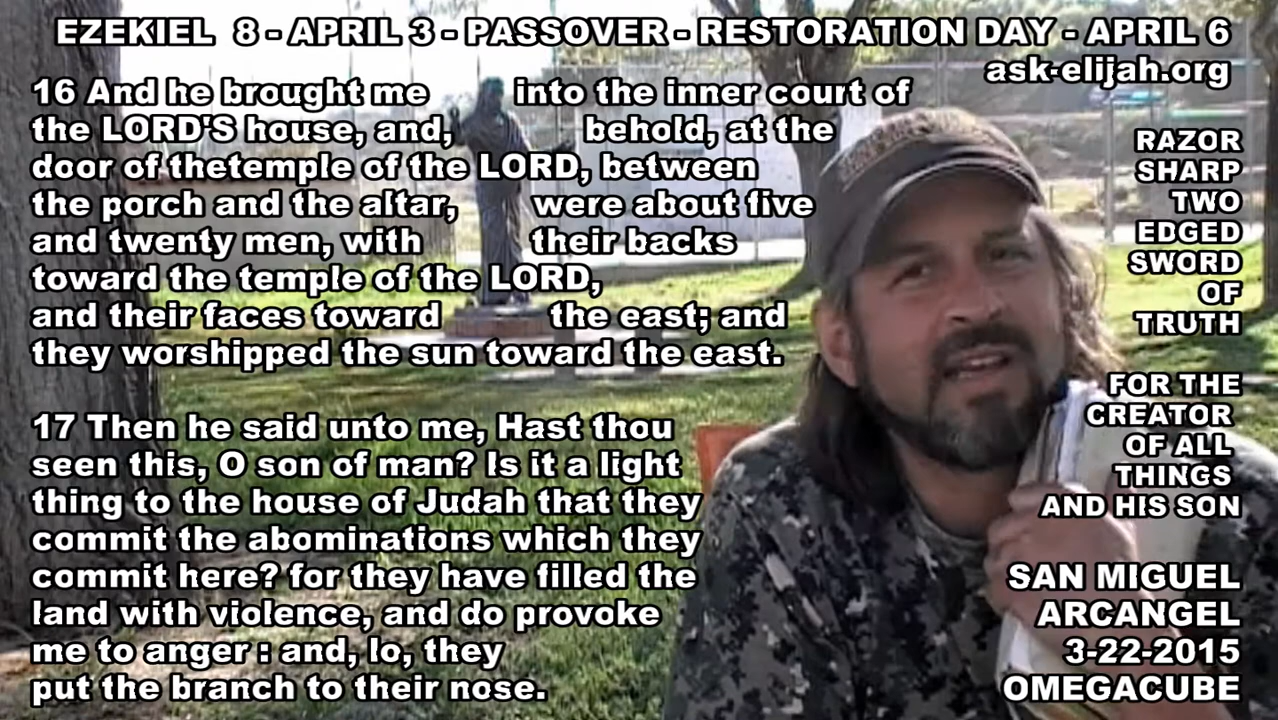 EZEKIEL 8 - APRIL 3 - PASSOVER - RESTORATION DAY - APRIL 6
ask-elijah.org
16 And he brought me into the inner court of
the LORD'S house, and, behold, at the
door of thetemple of the LORD, between
the porch and the altar, were about five
and twenty men, with their backs
toward the temple of the LORD,
and their faces toward the east; and
they worshipped the sun toward the east.
17 Then he said unto me, Hast thou
seen this, O son of man? Is it a light
thing to the house of Judah that they
commit the abominations which they
commit here? for they have filled the
land with violence, and do provoke
me to anger : and, lo, they
put the branch to their nose.
RAZOR
SHARP
TWO
EDGED
SWORD
OF
TRUTH
FOR THE
CREATOR
OF ALL
THINGS
AND HIS SON
SAN MIGUEL
ARCANGEL
3-22-2015
OMEGACUBE